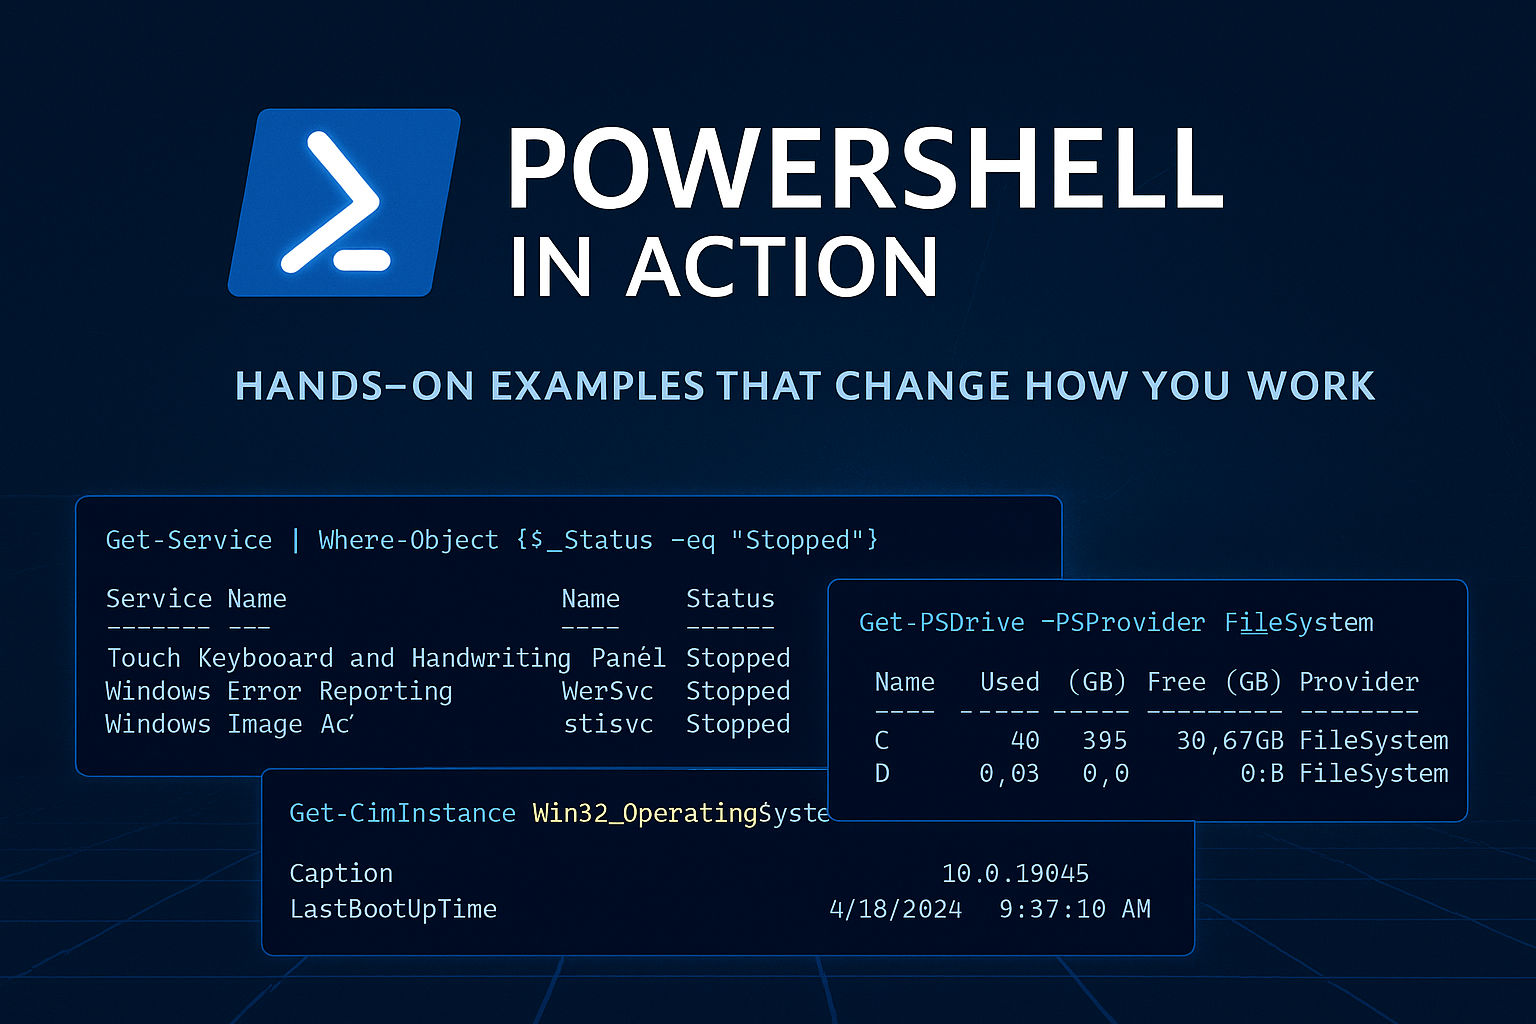 POWERSHELL
IN ACTION
HANDS–ON EXAMPLES THAT CHANGE HOW YOU WORK
Get-Service | Where-Object {$_Status –eq "Stopped"}
Service Name Name Status
------- --- ---- ------
Touch Keybooard and Handwriting Panél Stopped
Windows Error Reporting WerSvc Stopped
Windows Image Ac′ stisvc Stopped
Get-PSDrive –PSProvider FileSystem
Name Used (GB) Free (GB) Provider
---- ----- ----- --------- --------
C 40 395 30,67GB FileSystem
D 0,03 0,0 0:B FileSystem
Get-CimInstance Win32_OperatingSyste
Caption 10.0.19045
LastBootUpTime 4/18/2024 9:37:10 AM